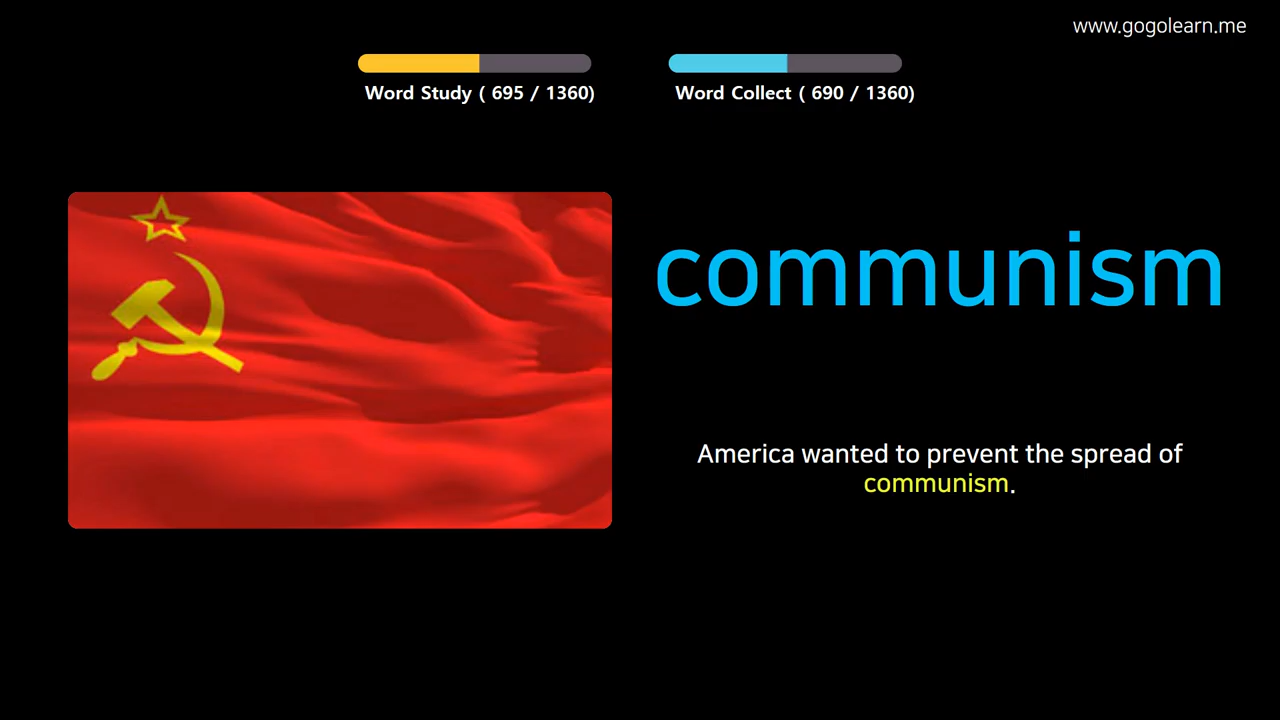 www.gogolearn.me
Word Study ( 695 / 1360)
Word Collect ( 690 / 1360)
communism
America wanted to prevent the spread of
communism.